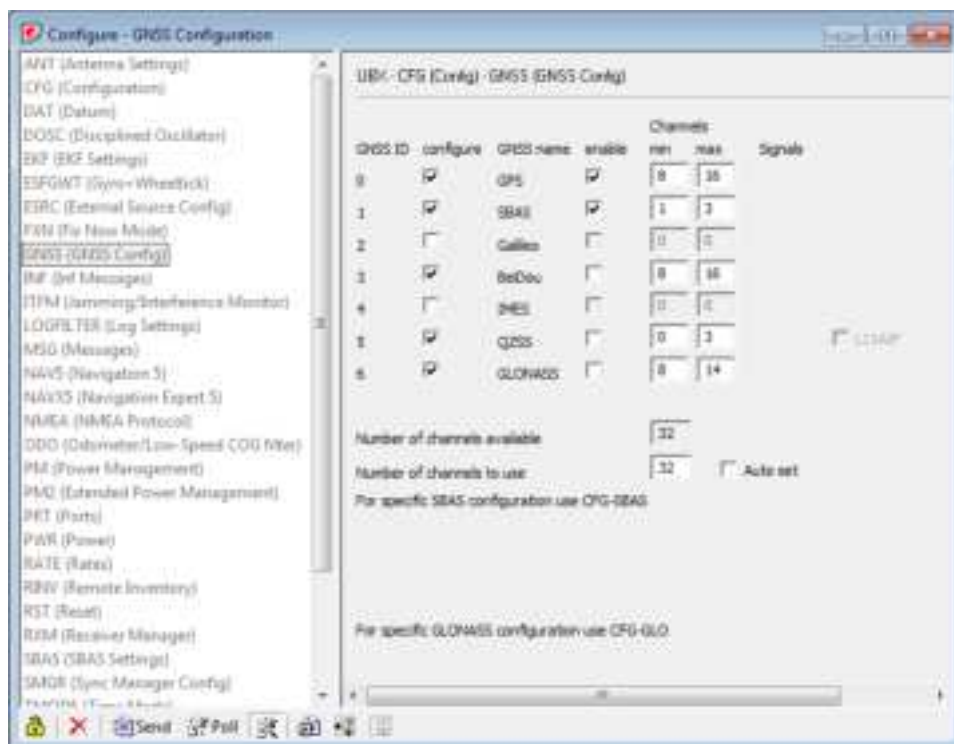 Configure - GNSS Configuration
ANT (Antenna Settings)
CFG (Configuration)
DAT (Datum)
DOSC (Disciplined Oscillator)
EKF (EKF Settings)
ESFGWT (Gyro+Wheeltick)
ESRC (External Source Config)
FXN (Fix Now Mode)
GNSS (GNSS Config)
INF (Inf Messages)
ITFM (Jamming/Interference Monitor)
LOGFILTER (Log Settings)
MSG (Messages)
NAV5 (Navigation 5)
NAVX5 (Navigation Expert 5)
NMEA (NMEA Protocol)
ODO (Odometer/Low-Speed COG filter)
PM (Power Management)
PM2 (Extended Power Management)
PRT (Ports)
PWR (Power)
RATE (Rates)
RINV (Remote Inventory)
RST (Reset)
RXM (Receiver Manager)
SBAS (SBAS Settings)
SMGR (Sync Manager Config)
UBX - CFG (Config) - GNSS (GNSS Config)
Channels
GNSS ID configure GNSS name enable min max Signals
0 GPS 8 16
1 SBAS 1 3
2 Galileo 0 0
3 BeiDou 8 16
4 IMES 0 0
5 QZSS 0 3
6 GLONASS 8 14
Number of channels available 32
Number of channels to use 32 Auto set
For specific SBAS configuration use CFG-SBAS
For specific GLONASS configuration use CFG-GLO
Send Poll